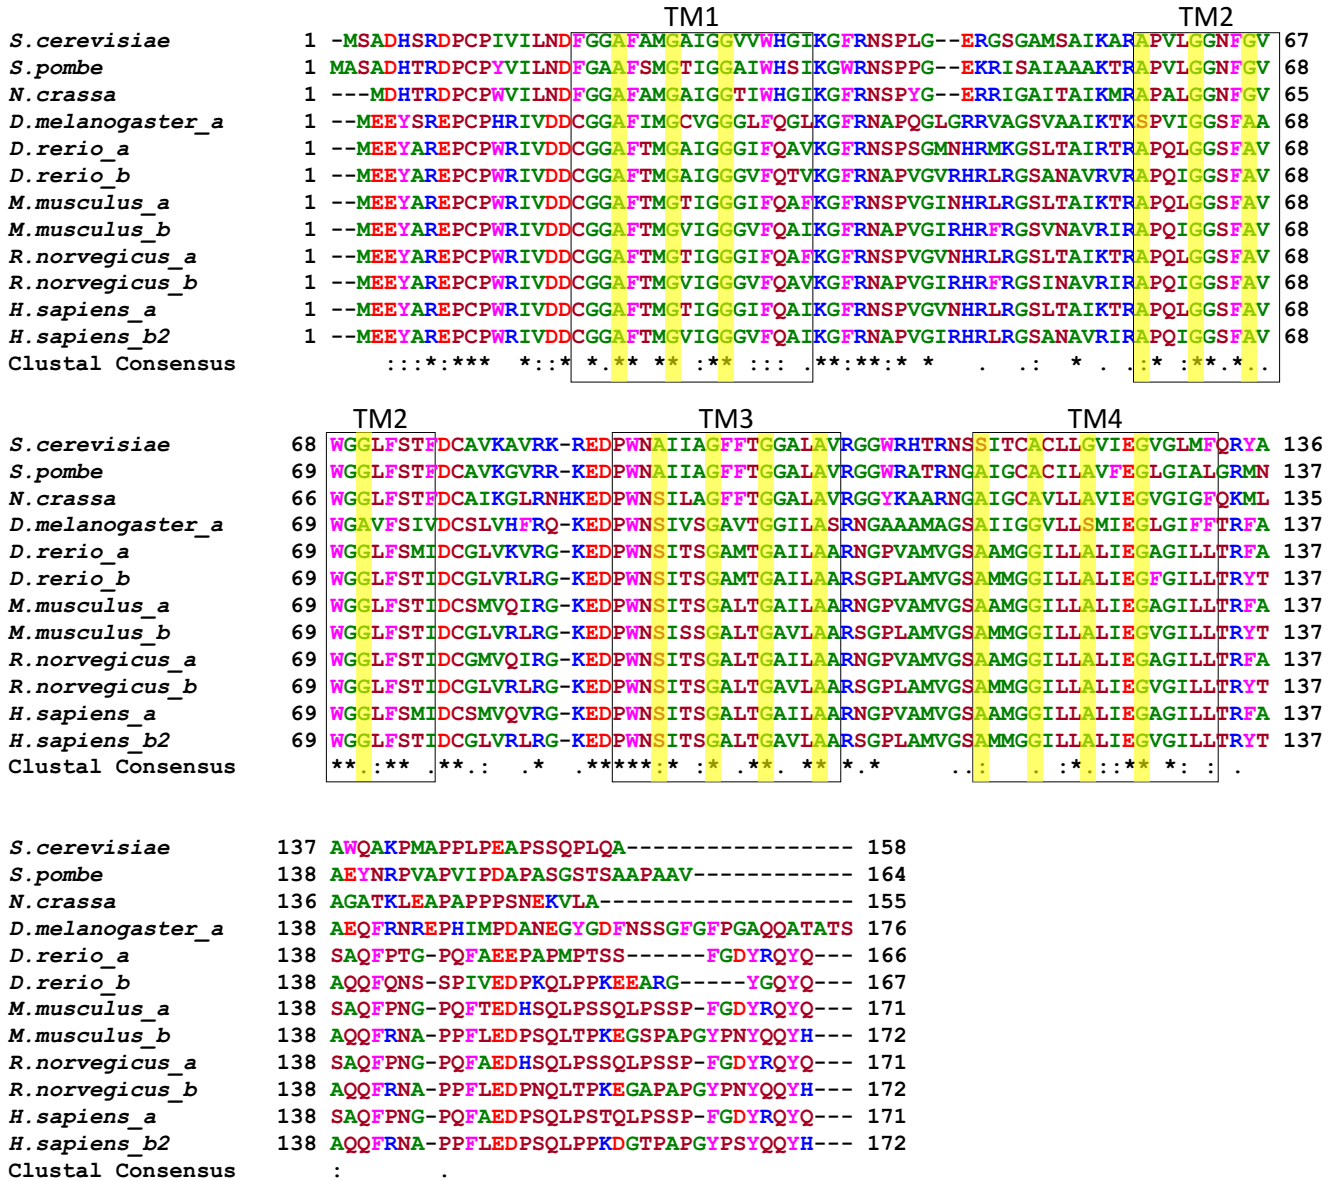 TM1 TM2
S.cerevisiae 1 -MSADHSRDPCPIVILNDFGGAFAMGAIGGVVWHGIKGFRNSPLG--ERGSGAMSAIKARAPVLGGNFGV 67
S.pombe 1 MASADHTRDPCPYVILNDFGAAFSMGTIGGAIWHSIKGWRNSPPG--EKRISAIAAAKTRAPVLGGNFGV 68
N.crassa 1 ---MDHTRDPCPWVILNDFGGAFAMGAIGGTIWHGIKGFRNSPYG--ERRIGAITAIKMRAPALGGNFGV 65
D.melanogaster_a 1 --MEEYSREPCPHRIVDDCGGAFIMGCVGGGLFQGLKGFRNAPQGLGRRVAGSVAAIKTKSPVIGGSFAA 68
D.rerio_a 1 --MEEYAREPCPWRIVDDCGGAFTMGAIGGGIFQAVKGFRNSPSGMNHRMKGSLTAIRTRAPQLGGSFAV 68
D.rerio_b 1 --MEEYAREPCPWRIVDDCGGAFTMGAIGGGVFQTVKGFRNAPVGVRHRLRGSANAVRVRAPQIGGSFAV 68
M.musculus_a 1 --MEEYAREPCPWRIVDDCGGAFTMGTIGGGIFQAFKGFRNSPVGINHRLRGSLTAIKTRAPQLGGSFAV 68
M.musculus_b 1 --MEEYAREPCPWRIVDDCGGAFTMGVIGGGVFQAIKGFRNAPVGIRHRFRGSVNAVRIRAPQIGGSFAV 68
R.norvegicus_a 1 --MEEYAREPCPWRIVDDCGGAFTMGTIGGGIFQAFKGFRNSPVGVNHRLRGSLTAIKTRAPQLGGSFAV 68
R.norvegicus_b 1 --MEEYAREPCPWRIVDDCGGAFTMGVIGGGVFQAVKGFRNAPVGIRHRFRGSINAVRIRAPQIGGSFAV 68
H.sapiens_a 1 --MEEYAREPCPWRIVDDCGGAFTMGTIGGGIFQAIKGFRNSPVGVNHRLRGSLTAIKTRAPQLGGSFAV 68
H.sapiens_b2 1 --MEEYAREPCPWRIVDDCGGAFTMGVIGGGVFQAIKGFRNAPVGIRHRLRGSANAVRIRAPQIGGSFAV 68
Clustal Consensus :::*:*** *::* *.** ** :** ::: .**:**:* * . .: * . .:* :**.*..
TM2 TM3 TM4
S.cerevisiae 68 WGGLFSTFDCAVKAVRK-REDPWNAIIAGFFTGGALAVRGGWRHTRNSSITCACLLGVIEGVGLMFQRYA 136
S.pombe 69 WGGLFSTFDCAVKGVRR-KEDPWNAIIAGFFTGGALAVRGGWRATRNGAIGCACILAVFEGLGIALGRMN 137
N.crassa 66 WGGLFSTFDCAIKGLRNHKEDPWNSILAGFFTGGALAVRGGYKAARNGAIGCAVLLAVIEGVGIGFQKML 135
D.melanogaster_a 69 WGAVFSIVDCSLVHFRQ-KEDPWNSIVSGAVTGGILASRNGAAAMAGSAIIGGVLLSMIEGLGIFFTRFA 137
D.rerio_a 69 WGGLFSMIDCGLVKVRG-KEDPWNSITSGAMTGAILAARNGPVAMVGSAAMGGILLALIEGAGILLTRFA 137
D.rerio_b 69 WGGLFSTIDCGLVRLRG-KEDPWNSITSGAMTGAILAARSGPLAMVGSAMMGGILLALIEGFGILLTRYT 137
M.musculus_a 69 WGGLFSTIDCSMVQIRG-KEDPWNSITSGALTGAILAARNGPVAMVGSAAMGGILLALIEGAGILLTRFA 137
M.musculus_b 69 WGGLFSTIDCGLVRLRG-KEDPWNSISSGALTGAVLAARSGPLAMVGSAMMGGILLALIEGVGILLTRYT 137
R.norvegicus_a 69 WGGLFSTIDCGMVQIRG-KEDPWNSITSGALTGAILAARNGPVAMVGSAAMGGILLALIEGAGILLTRFA 137
R.norvegicus_b 69 WGGLFSTIDCGLVRLRG-KEDPWNSITSGALTGAVLAARSGPLAMVGSAMMGGILLALIEGVGILLTRYT 137
H.sapiens_a 69 WGGLFSMIDCSMVQVRG-KEDPWNSITSGALTGAILAARNGPVAMVGSAAMGGILLALIEGAGILLTRFA 137
H.sapiens_b2 69 WGGLFSTIDCGLVRLRG-KEDPWNSITSGALTGAVLAARSGPLAMVGSAMMGGILLALIEGVGILLTRYT 137
Clustal Consensus **.:** .**.: .* .*****:* :* .**. ** *.* ..: . :*.::** *: : .
S.cerevisiae 137 AWQAKPMAPPLPEAPSSQPLQA----------------- 158
S.pombe 138 AEYNRPVAPVIPDAPASGSTSAAPAAV------------ 164
N.crassa 136 AGATKLEAPAPPPSNEKVLA------------------- 155
D.melanogaster_a 138 AEQFRNREPHIMPDANEGYGDFNSSGFGFPGAQQATATS 176
D.rerio_a 138 SAQFPTG-PQFAEEPAPMPTSS------FGDYRQYQ--- 166
D.rerio_b 138 AQQFQNS-SPIVEDPKQLPPKEEARG-----YGQYQ--- 167
M.musculus_a 138 SAQFPNG-PQFTEDHSQLPSSQLPSSP-FGDYRQYQ--- 171
M.musculus_b 138 AQQFRNA-PPFLEDPSQLTPKEGSPAPGYPNYQQYH--- 172
R.norvegicus_a 138 SAQFPNG-PQFAEDHSQLPSSQLPSSP-FGDYRQYQ--- 171
R.norvegicus_b 138 AQQFRNA-PPFLEDPNQLTPKEGAPAPGYPNYQQYH--- 172
H.sapiens_a 138 SAQFPNG-PQFAEDPSQLPSTQLPSSP-FGDYRQYQ--- 171
H.sapiens_b2 138 AQQFRNA-PPFLEDPSQLPPKDGTPAPGYPSYQQYH--- 172
Clustal Consensus : .